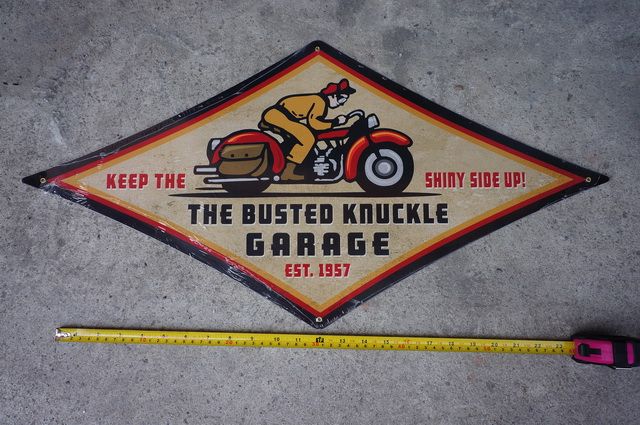 KEEP THE
SHINY SIDE UP!
THE BUSTED KNUCKLE
GARAGE
EST. 1957